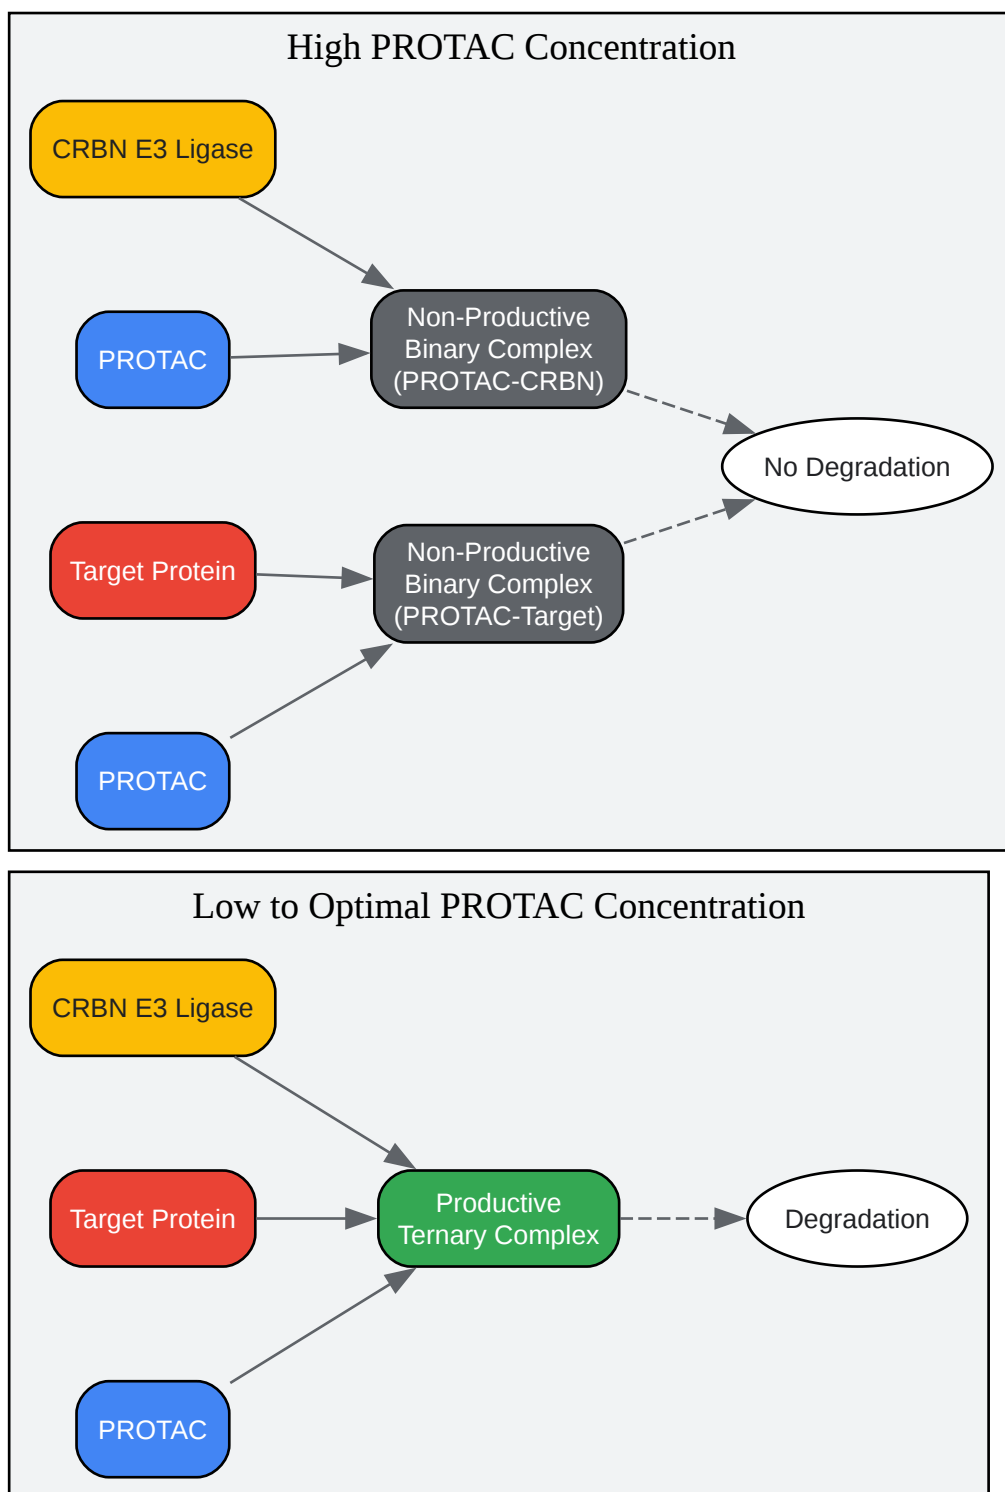 High PROTAC Concentration
CRBN E3 Ligase
PROTAC
Non-Productive
Binary Complex
(PROTAC-CRBN)
No Degradation
Target Protein
Non-Productive
Binary Complex
(PROTAC-Target)
PROTAC
Low to Optimal PROTAC Concentration
CRBN E3 Ligase
Target Protein
Productive
Ternary Complex
Degradation
PROTAC